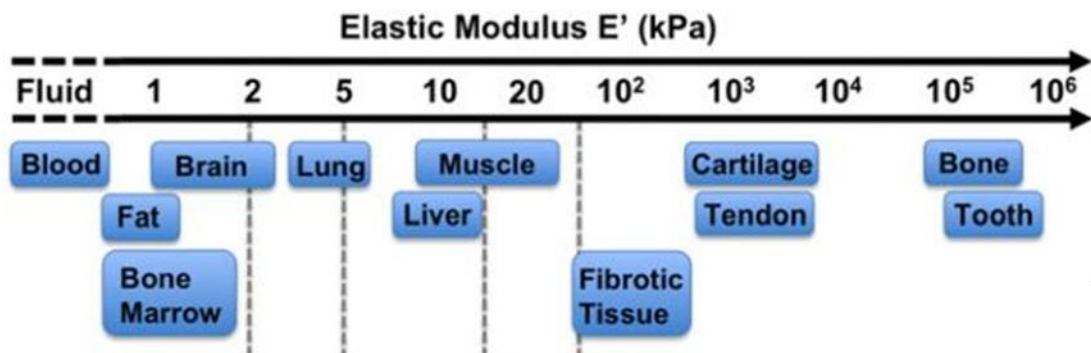 Elastic Modulus E' (kPa)
Fluid 1 2 5 10 20 10² 10³ 10⁴ 10⁵ 10⁶
Blood Brain Lung Muscle Cartilage Bone
Fat Liver Tendon Tooth
Bone
Marrow
Fibrotic
Tissue